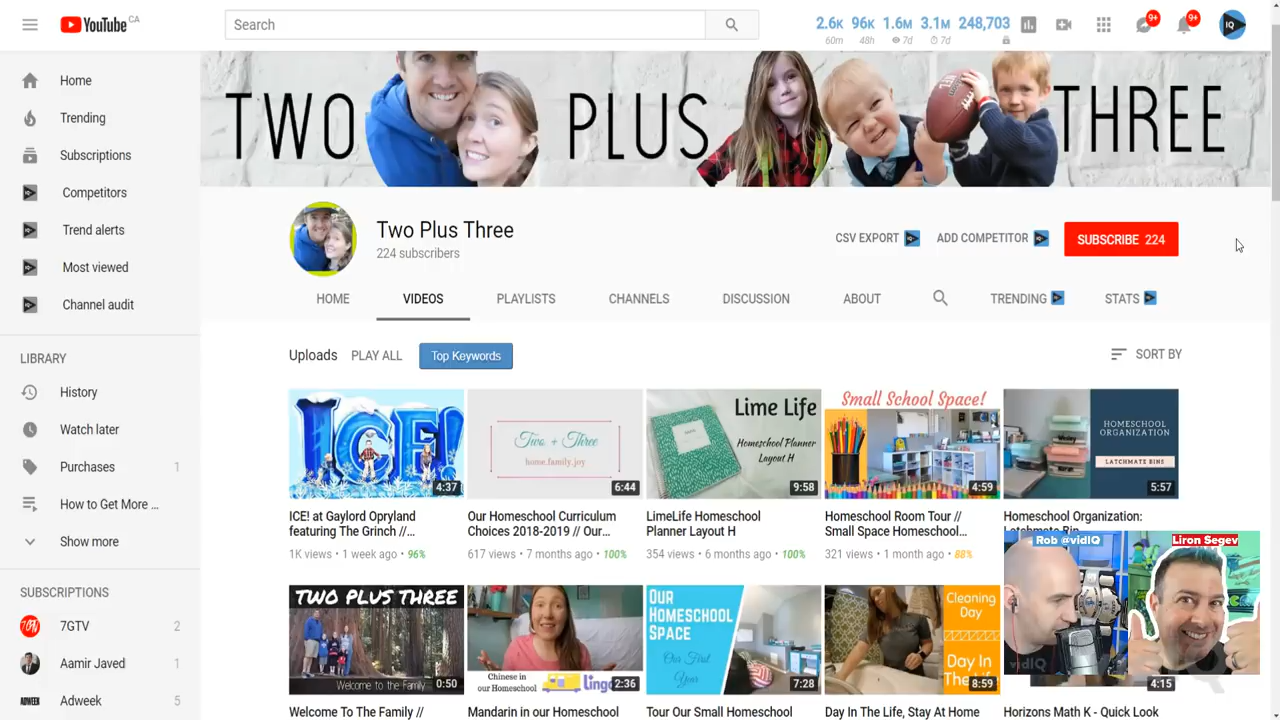 YouTube CA
Search
2.6K 96K 1.6M 3.1M 248,703
60m 48h 7d 7d
9+ 9+
IQ
Home
Trending
Subscriptions
Competitors
Trend alerts
Most viewed
Channel audit
LIBRARY
History
Watch later
Purchases 1
How to Get More ...
Show more
SUBSCRIPTIONS
7GTV 2
Aamir Javed 1
ADWEEK Adweek 5
TWO PLUS THREE
Two Plus Three
224 subscribers
CSV EXPORT ADD COMPETITOR SUBSCRIBE 224
HOME VIDEOS PLAYLISTS CHANNELS DISCUSSION ABOUT TRENDING STATS
Uploads PLAY ALL Top Keywords SORT BY
ICE!
4:37
ICE! at Gaylord Opryland
featuring The Grinch //...
1K views • 1 week ago • 96%
Two + Three
home.family.joy
6:44
Our Homeschool Curriculum
Choices 2018-2019 // Our...
617 views • 7 months ago • 100%
Lime Life
Homeschool Planner
Layout H
9:58
LimeLife Homeschool
Planner Layout H
354 views • 6 months ago • 100%
Small School Space!
4:59
Homeschool Room Tour //
Small Space Homeschool...
321 views • 1 month ago • 88%
HOMESCHOOL
ORGANIZATION
LATCHMATE BINS
5:57
Homeschool Organization:
Latchmate Bin
TWO PLUS THREE
Welcome to the Family
0:50
Welcome To The Family //
Chinese in
our Homeschool
lingo
2:36
Mandarin in our Homeschool
OUR
HOMESCHOOL
SPACE
Our First
Year
7:28
Tour Our Small Homeschool
Cleaning
Day
Day In
The Life
8:59
Day In The Life, Stay At Home
4:15
Horizons Math K - Quick Look
Rob @vidIQ
Liron Segev
vidIQ